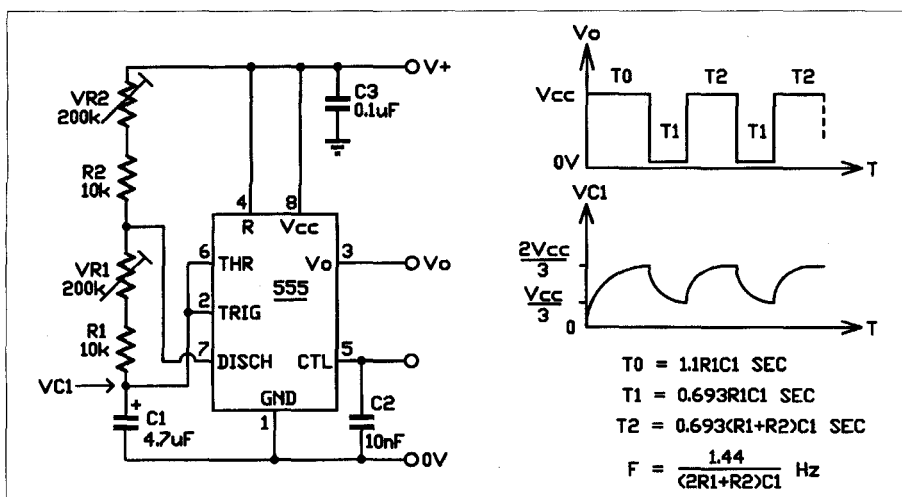 V+
VR2
200k
C3
0.1uF
R2
10k
4
8
R
Vcc
6
THR
Vo
3
Vo
VR1
200k
555
2
TRIG
R1
10k
7
DISCH
CTL
5
VC1
GND
+
C1
4.7uF
1
C2
10nF
0V
Vo
T0
T2
T2
Vcc
T1
T1
0V
T
VC1
2Vcc
3
Vcc
3
0
T
T0 = 1.1R1C1 SEC
T1 = 0.693R1C1 SEC
T2 = 0.693(R1+R2)C1 SEC
F = 1.44 Hz
(2R1+R2)C1